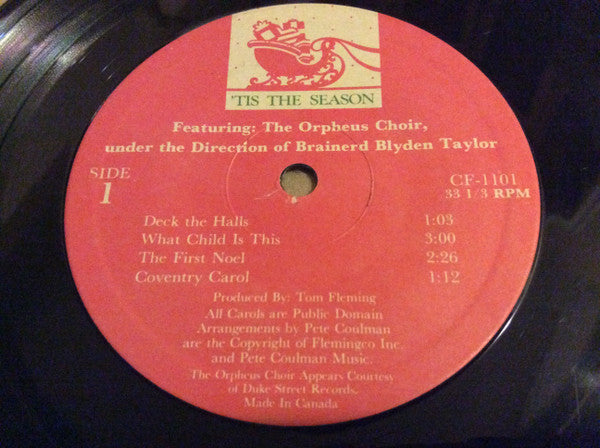 'TIS THE SEASON
Featuring: The Orpheus Choir,
under the Direction of Brainerd Blyden Taylor
SIDE
1
CF-1101
33 1/3 RPM
Deck the Halls 1:03
What Child Is This 3:00
The First Noel 2:26
Coventry Carol 1:12
Produced By: Tom Fleming
All Carols are Public Domain
Arrangements by Pete Coulman
are the Copyright of Flemingco Inc.
and Pete Coulman Music.
The Orpheus Choir Appears Courtesy
of Duke Street Records.
Made In Canada